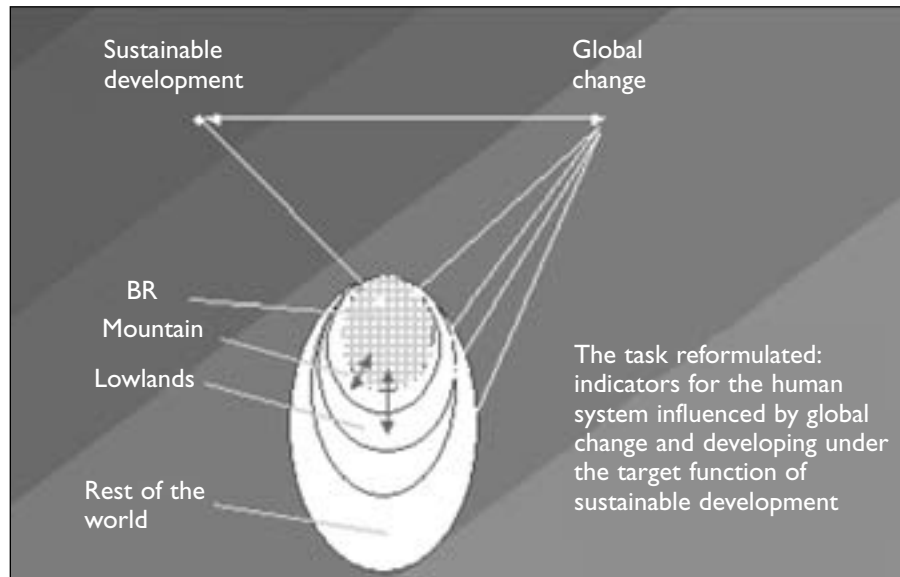 Sustainable
development
Global
change
BR
Mountain
Lowlands
Rest of the
world
The task reformulated:
indicators for the human
system influenced by global
change and developing under
the target function of
sustainable development